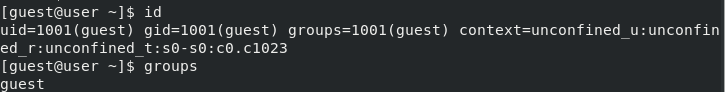 [guest@user ~]$ id
uid=1001(guest) gid=1001(guest) groups=1001(guest) context=unconfined_u:unconfin
ed_r:unconfined_t:s0-s0:c0.c1023
[guest@user ~]$ groups
guest